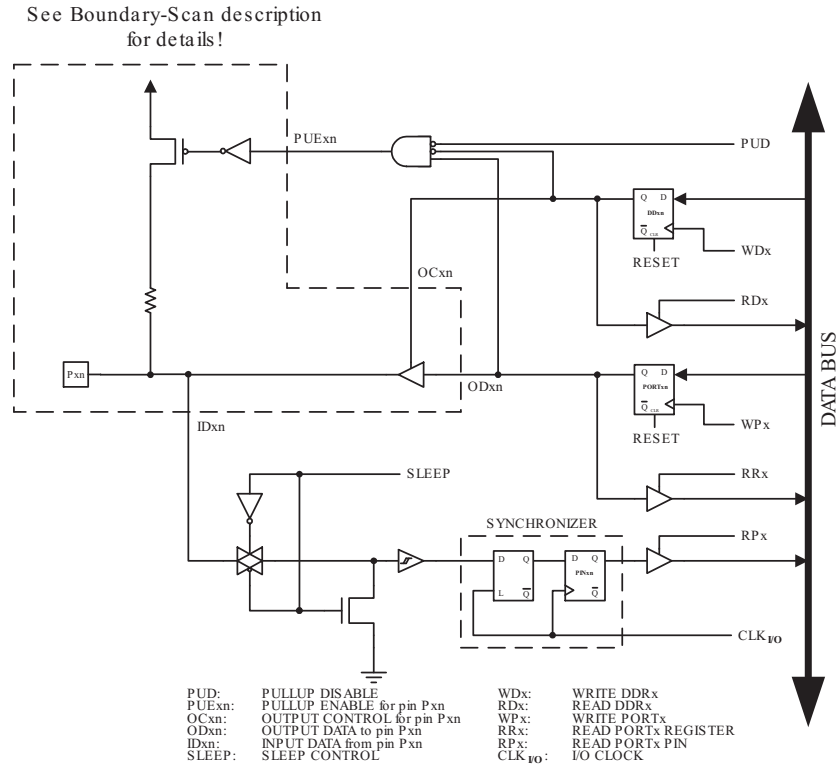 See Boundary-Scan description
for details!
PUExn
PUD
Q D
DDxn
Q CLR
WDx
RESET
OCxn
RDx
Pxn
ODxn
Q D
PORTxn
Q CLR
WPx
RESET
IDxn
DATA BUS
SLEEP
RRx
SYNCHRONIZER
RPx
D Q
L Q
D Q
PINxn
Q
CLK I/O
PUD: PULLUP DISABLE
PUExn: PULLUP ENABLE for pin Pxn
OCxn: OUTPUT CONTROL for pin Pxn
ODxn: OUTPUT DATA to pin Pxn
IDxn: INPUT DATA from pin Pxn
SLEEP: SLEEP CONTROL
WDx: WRITE DDRx
RDx: READ DDRx
WPx: WRITE PORTx
RRx: READ PORTx REGISTER
RPx: READ PORTx PIN
CLK I/O: I/O CLOCK